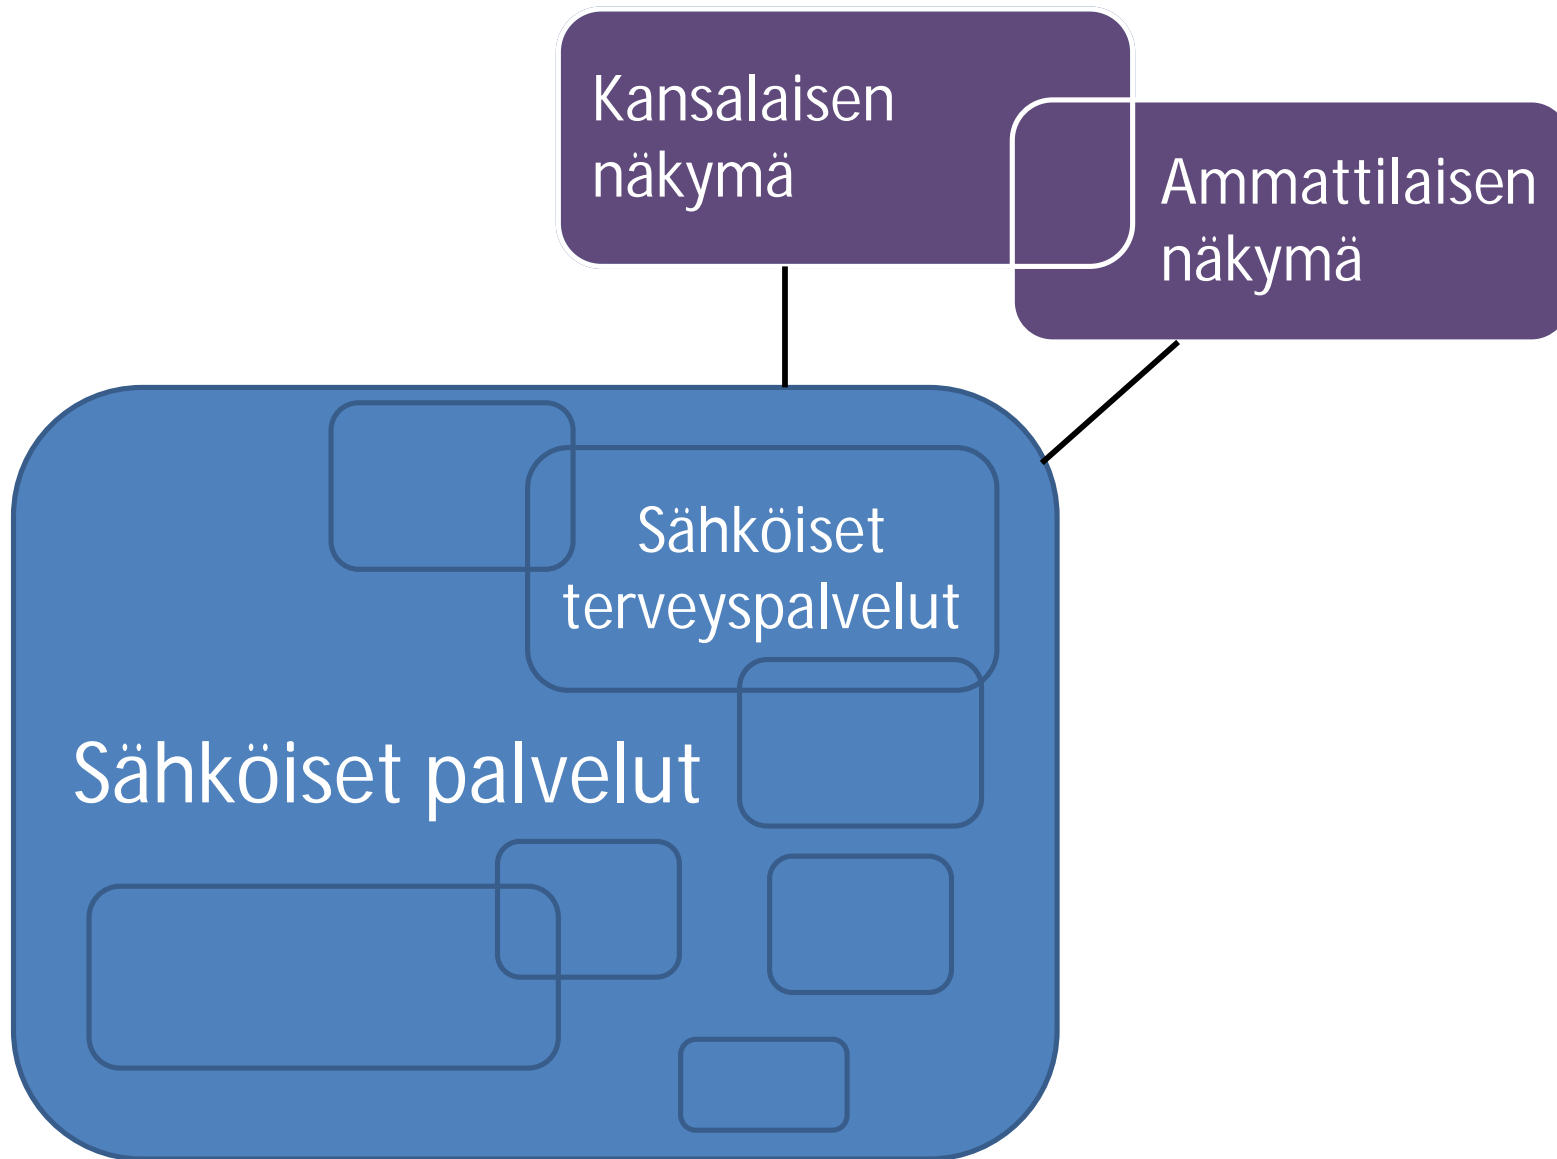 Kansalaisen
näkymä
Ammattilaisen
näkymä
Sähköiset
terveyspalvelut
Sähköiset palvelut